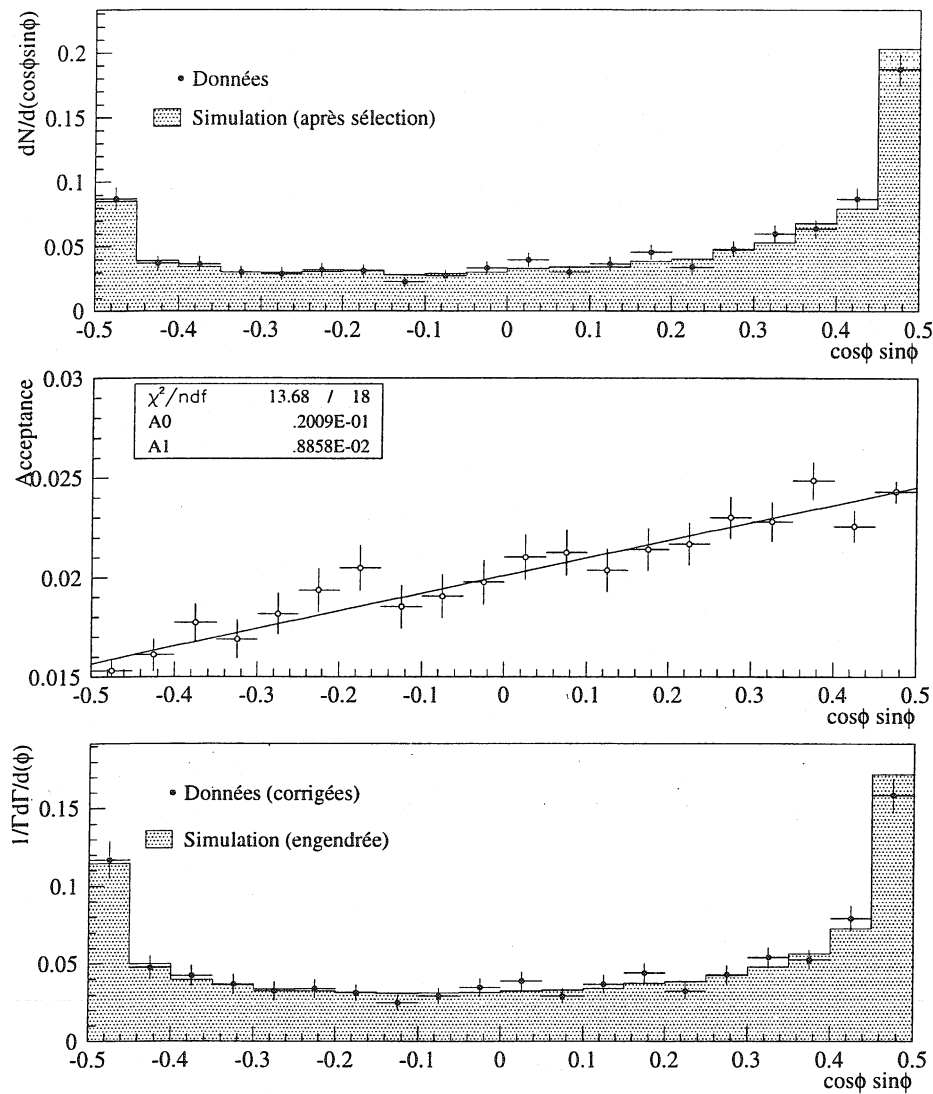 dN/d(cosϕsinϕ)
0.2
0.15
0.1
0.05
0
• Données
Simulation (après sélection)
-0.5 -0.4 -0.3 -0.2 -0.1 0 0.1 0.2 0.3 0.4 0.5
cosϕ sinϕ
Acceptance
0.03
0.025
0.02
0.015
χ²/ndf 13.68 / 18
A0 .2009E-01
A1 .8858E-02
-0.5 -0.4 -0.3 -0.2 -0.1 0 0.1 0.2 0.3 0.4 0.5
cosϕ sinϕ
1/ΓdΓ/d(ϕ)
0.15
0.1
0.05
0
• Données (corrigées)
Simulation (engendrée)
-0.5 -0.4 -0.3 -0.2 -0.1 0 0.1 0.2 0.3 0.4 0.5
cosϕ sinϕ